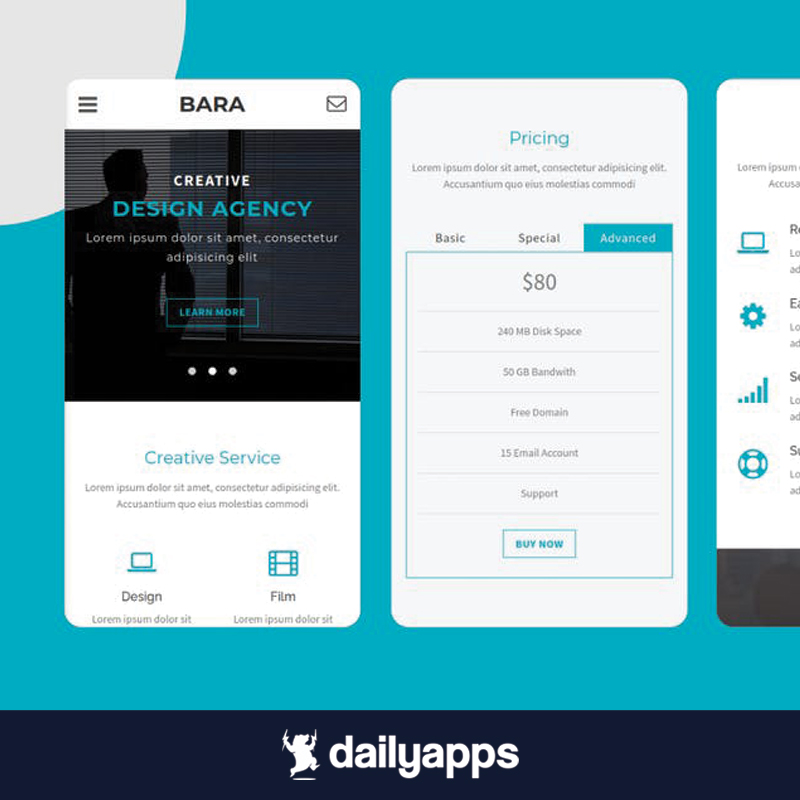 BARA
CREATIVE
DESIGN AGENCY
Lorem ipsum dolor sit amet, consectetur
adipisicing elit
LEARN MORE
Creative Service
Lorem ipsum dolor sit amet, consectetur adipisicing elit.
Accusantium quo eius molestias commodi
Design
Film
Lorem ipsum dolor sit
Lorem ipsum dolor sit
Pricing
Lorem ipsum dolor sit amet, consectetur adipisicing elit.
Accusantium quo eius molestias commodi
Basic
Special
Advanced
$80
240 MB Disk Space
50 GB Bandwith
Free Domain
15 Email Account
Support
BUY NOW
Lorem ipsum
Accusa
Re
Lo
ad
Ea
Lo
ad
Se
Lo
ad
Su
Lo
ad
dailyapps